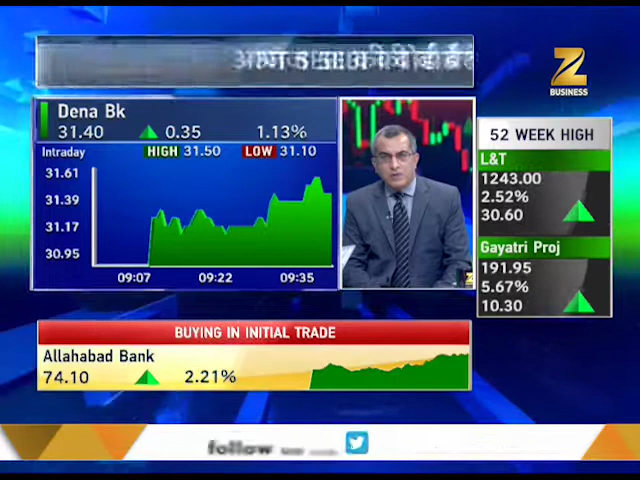 Z
BUSINESS
Dena Bk
31.40 0.35 1.13%
Intraday HIGH 31.50 LOW 31.10
31.61
31.39
31.17
30.95
09:07 09:22 09:35
52 WEEK HIGH
L&T
1243.00
2.52%
30.60
Gayatri Proj
191.95
5.67%
10.30
BUYING IN INITIAL TRADE
Allahabad Bank
74.10 2.21%
follow